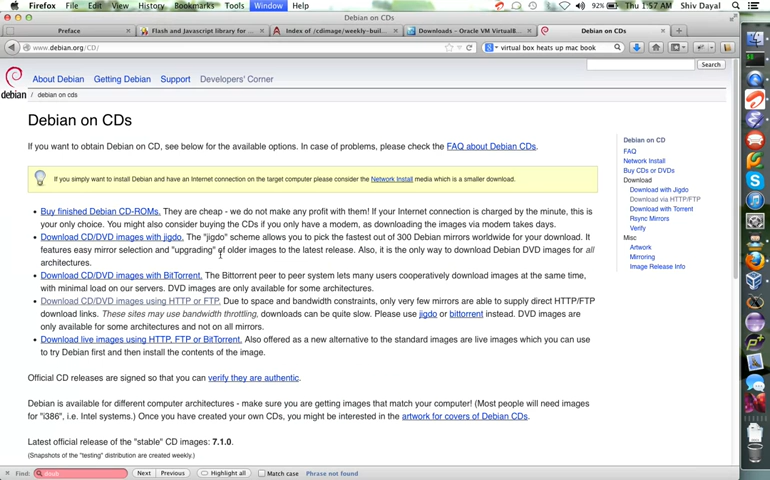 Firefox File Edit View History Bookmarks Tools Window Help 92% Thu 1:57 AM Shiv Dayal
Debian on CDs
Preface Flash and Javascript library for ... Index of /cdimage/weekly-buil... Downloads – Oracle VM VirtualB... Debian on CDs
www.debian.org/CD/ virtual box heats up mac book
Search
debian
About Debian Getting Debian Support Developers' Corner
/ debian on cds
Debian on CDs
If you want to obtain Debian on CD, see below for the available options. In case of problems, please check the FAQ about Debian CDs.
If you simply want to install Debian and have an Internet connection on the target computer please consider the Network Install media which is a smaller download.
Buy finished Debian CD-ROMs. They are cheap - we do not make any profit with them! If your Internet connection is charged by the minute, this is
your only choice. You might also consider buying the CDs if you only have a modem, as downloading the images via modem takes days.
Download CD/DVD images with jigdo. The "jigdo" scheme allows you to pick the fastest out of 300 Debian mirrors worldwide for your download. It
features easy mirror selection and "upgrading" of older images to the latest release. Also, it is the only way to download Debian DVD images for all
architectures.
Download CD/DVD images with BitTorrent. The Bittorrent peer to peer system lets many users cooperatively download images at the same time,
with minimal load on our servers. DVD images are only available for some architectures.
Download CD/DVD images using HTTP or FTP. Due to space and bandwidth constraints, only very few mirrors are able to supply direct HTTP/FTP
download links. These sites may use bandwidth throttling, downloads can be quite slow. Please use jigdo or bittorrent instead. DVD images are
only available for some architectures and not on all mirrors.
Download live images using HTTP, FTP or BitTorrent. Also offered as a new alternative to the standard images are live images which you can use
to try Debian first and then install the contents of the image.
Official CD releases are signed so that you can verify they are authentic.
Debian is available for different computer architectures - make sure you are getting images that match your computer! (Most people will need images
for "i386", i.e. Intel systems.) Once you have created your own CDs, you might be interested in the artwork for covers of Debian CDs.
Latest official release of the "stable" CD images: 7.1.0.
(Snapshots of the "testing" distribution are created weekly.)
Debian on CD
FAQ
Network Install
Buy CDs or DVDs
Download
Download with Jigdo
Download via HTTP/FTP
Download with Torrent
Rsync Mirrors
Verify
Misc
Artwork
Mirroring
Image Release Info
Find: Next Previous Highlight all Match case Phrase not found